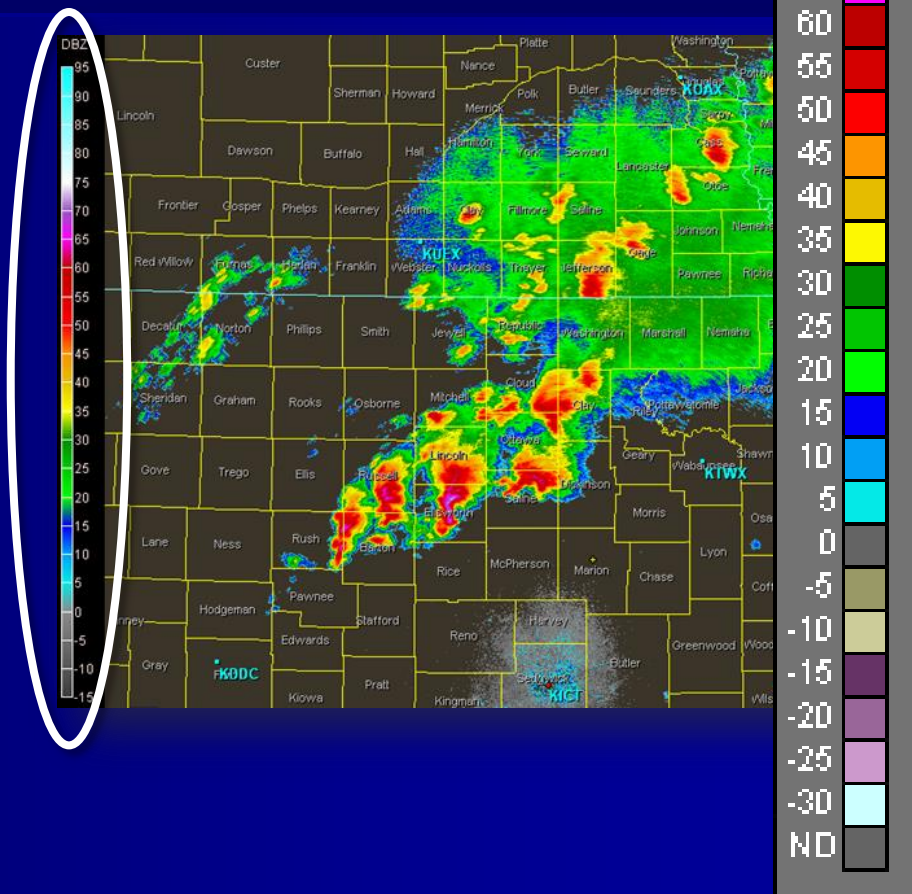 DBZ
95
90
85
80
75
70
65
60
55
50
45
40
35
30
25
20
15
10
5
0
-5
-10
-15
Platte
Washington
Custer
Nance
Sherman
Howard
Polk
Butler
Saunders
KOAX
Lincoln
Merrick
Sarpy
Dawson
Buffalo
Hall
Hamilton
York
Seward
Lancaster
Cass
Otoe
Frontier
Gosper
Phelps
Kearney
Adams
Clay
Fillmore
Saline
Johnson
Nemaha
KUEX
Red Willow
Furnas
Harlan
Franklin
Webster
Nuckolls
Thayer
Jefferson
Gage
Pawnee
Richa
Decatur
Norton
Phillips
Smith
Jewell
Republic
Washington
Marshall
Nemaha
Sheridan
Graham
Rooks
Osborne
Mitchell
Cloud
Clay
Riley
Pottawatomie
Jackso
Ottawa
Gove
Trego
Ellis
Russell
Lincoln
Saline
Dickinson
Geary
Wabaunsee
Shawn
KTWX
Ellsworth
Morris
Osa
Lane
Ness
Rush
Barton
Rice
McPherson
Marion
Chase
Lyon
Coff
Pawnee
Hodgeman
Stafford
Harvey
Reno
nney
Edwards
Greenwood
Wood
Gray
KDDC
Butler
Pratt
Sedgwick
KICT
Kiowa
Kingman
Wils
60
55
50
45
40
35
30
25
20
15
10
5
0
-5
-10
-15
-20
-25
-30
ND